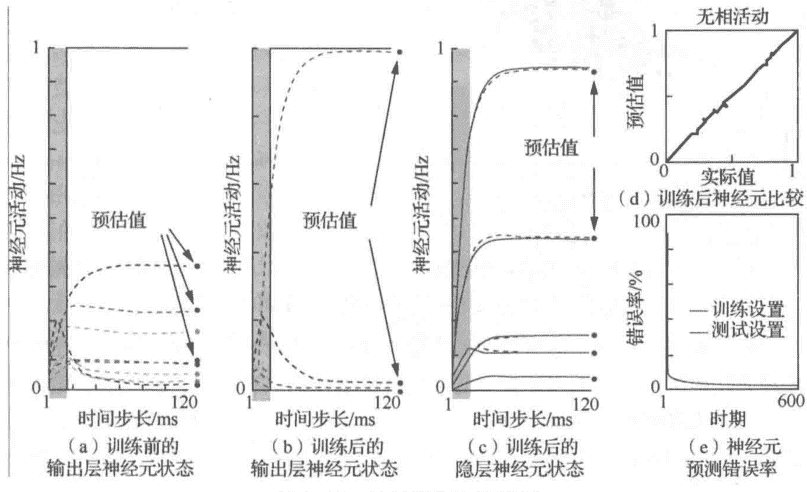 1
神经元活动/Hz
预估值
0
1
120
时间步长/ms
(a)训练前的
输出层神经元状态
1
神经元活动/Hz
预估值
0
1
120
时间步长/ms
(b)训练后的
输出层神经元状态
1
神经元活动/Hz
预估值
0
1
120
时间步长/ms
(c)训练后的
隐层神经元状态
无相活动
1
预估值
0
1
实际值
(d)训练后神经元比较
100
错误率/%
训练设置
测试设置
0
1
600
时期
(e)神经元
预测错误率